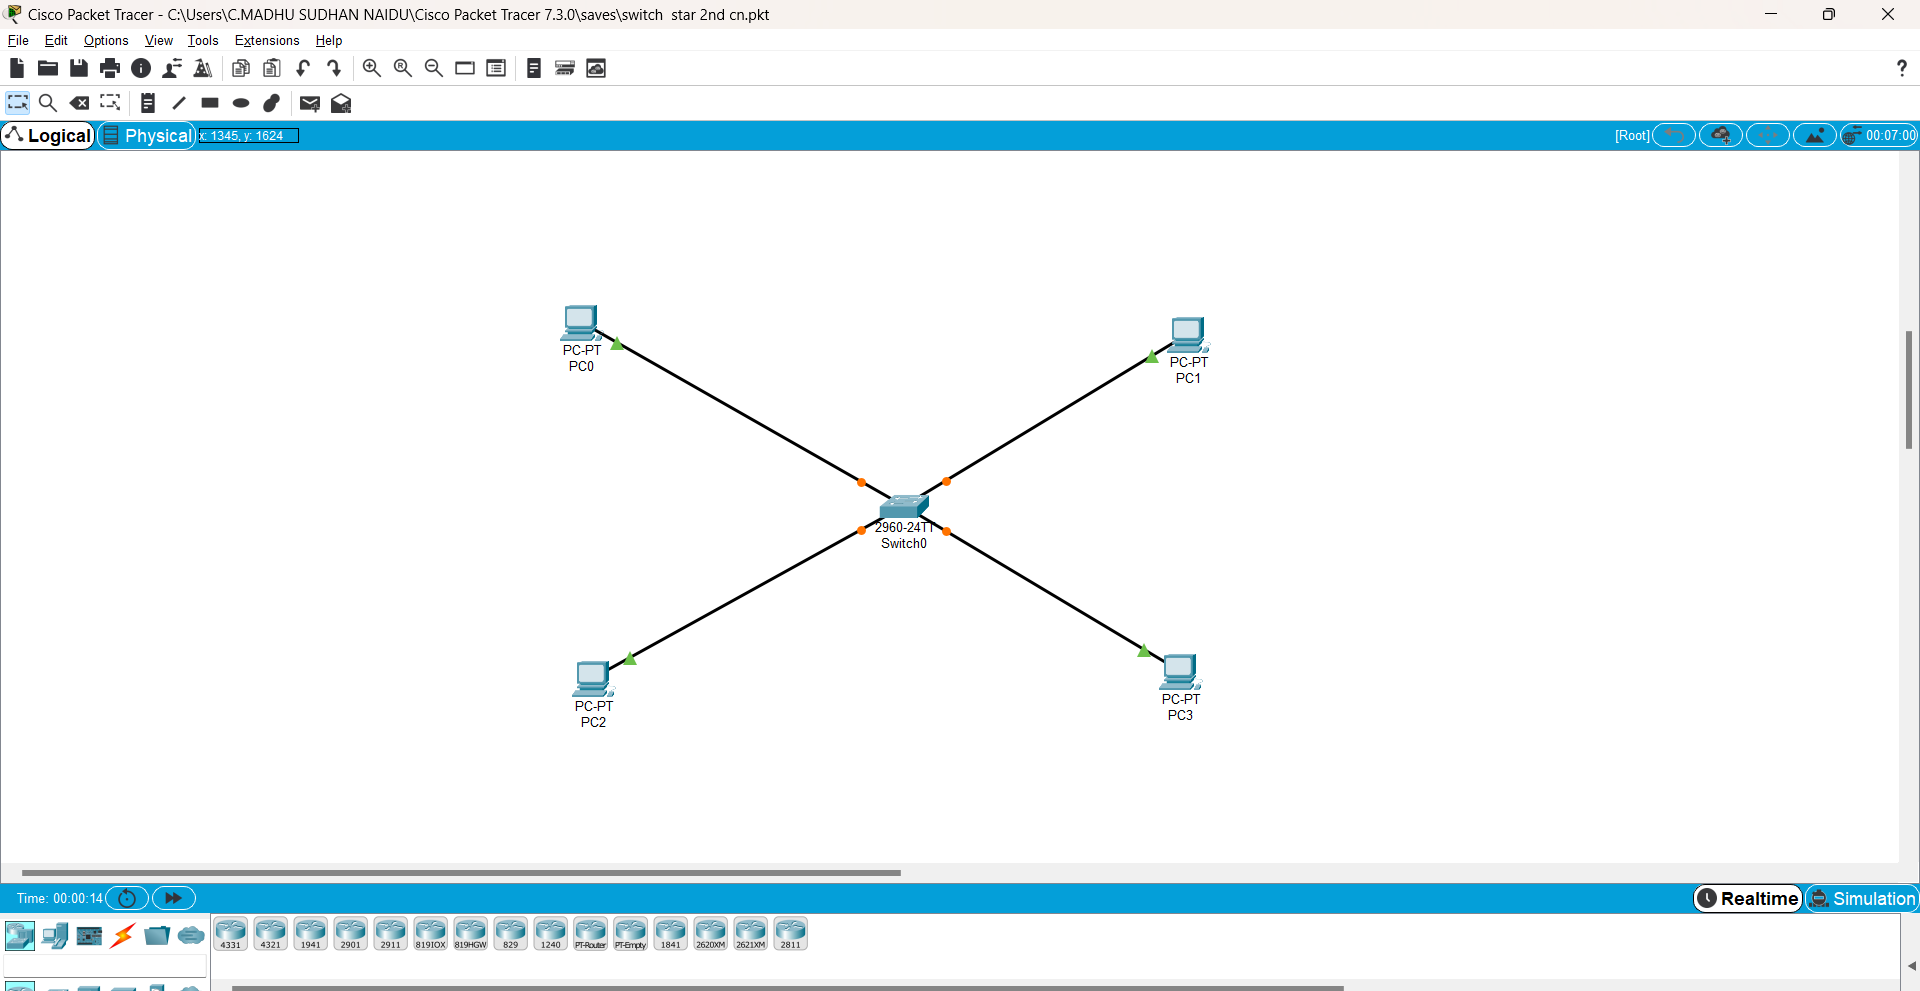 Cisco Packet Tracer - C:\Users\C.MADHU SUDHAN NAIDU\Cisco Packet Tracer 7.3.0\saves\switch  star 2nd cn.pkt
File Edit Options View Tools Extensions Help
?
Logical Physical x: 1345, y: 1624 [Root] 00:07:00
PC-PT
PC0
PC-PT
PC1
2960-24TT
Switch0
PC-PT
PC2
PC-PT
PC3
Time: 00:00:14 Realtime Simulation
4331 4321 1941 2901 2911 819IOX 819HGW 829 1240 PT-Router PT-Empty 1841 2620XM 2621XM 2811